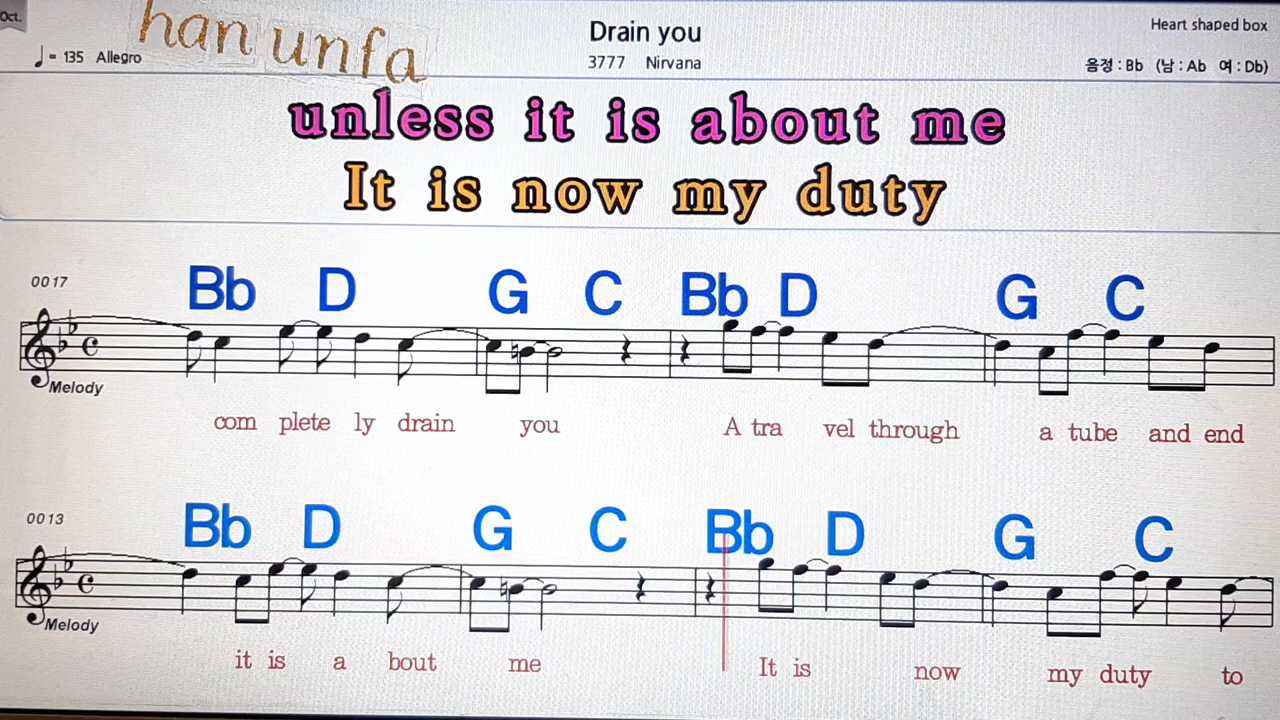 Oct.
han unfa
Drain you
Heart shaped box
♩ = 135 Allegro
3777 Nirvana
음정 : Bb (남 : Ab 여 : Db)
unless it is about me
It is now my duty
0017
Bb D G C Bb D G C
Melody
com plete ly drain you A tra vel through a tube and end
0013
Bb D G C Bb D G C
Melody
it is a bout me It is now my duty to